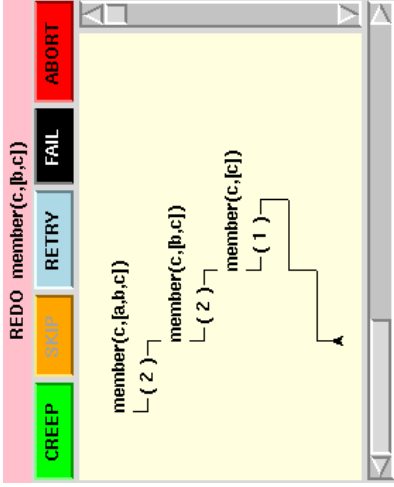 REDO member(c,[b,c])
CREEP SKIP RETRY FAIL ABORT
member(c,[a,b,c])
( 2 )
member(c,[b,c])
( 2 )
member(c,[c])
( 1 )